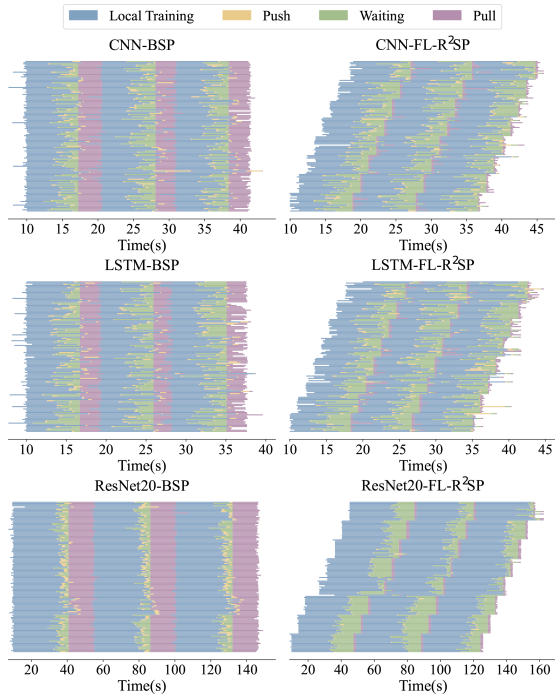 Local Training Push Waiting Pull
CNN-BSP CNN-FL-R²SP
10 15 20 25 30 35 40 10 15 20 25 30 35 40 45
Time(s) Time(s)
LSTM-BSP LSTM-FL-R²SP
10 15 20 25 30 35 40 10 15 20 25 30 35 40 45
Time(s) Time(s)
ResNet20-BSP ResNet20-FL-R²SP
20 40 60 80 100 120 140 20 40 60 80 100 120 140 160
Time(s) Time(s)